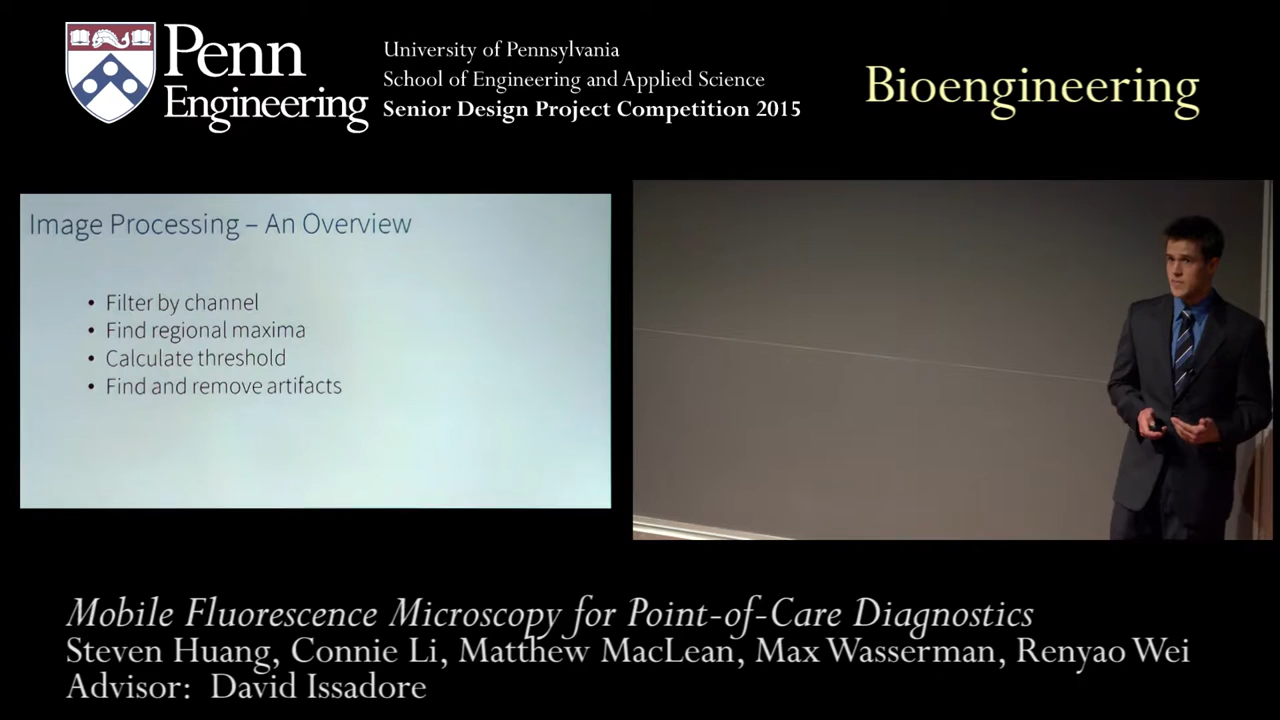 Penn
Engineering
University of Pennsylvania
School of Engineering and Applied Science
Senior Design Project Competition 2015
Bioengineering
Image Processing – An Overview
• Filter by channel
• Find regional maxima
• Calculate threshold
• Find and remove artifacts
Mobile Fluorescence Microscopy for Point-of-Care Diagnostics
Steven Huang, Connie Li, Matthew MacLean, Max Wasserman, Renyao Wei
Advisor: David Issadore